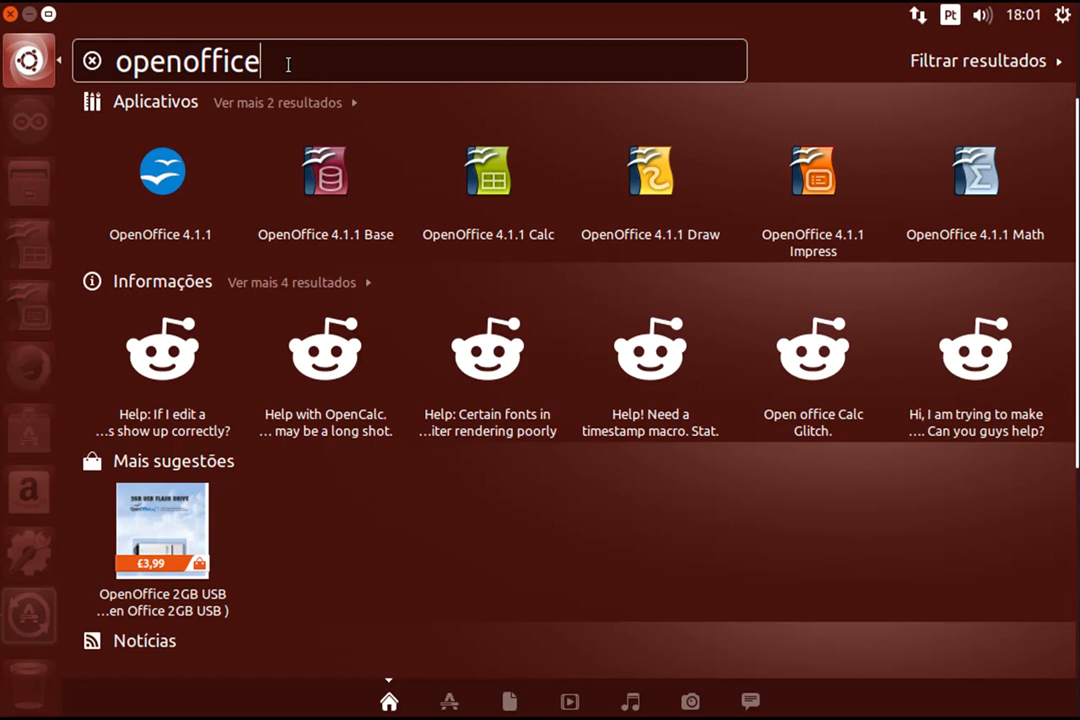 Pt
18:01
openoffice
Filtrar resultados
Aplicativos Ver mais 2 resultados
OpenOffice 4.1.1
OpenOffice 4.1.1 Base
OpenOffice 4.1.1 Calc
OpenOffice 4.1.1 Draw
OpenOffice 4.1.1
Impress
OpenOffice 4.1.1 Math
Informações Ver mais 4 resultados
Help: If I edit a
...s show up correctly?
Help with OpenCalc.
... may be a long shot.
Help: Certain fonts in
...iter rendering poorly
Help! Need a
timestamp macro. Stat.
Open office Calc
Glitch.
Hi, I am trying to make
.... Can you guys help?
Mais sugestões
2GB USB FLASH DRIVE
£3,99
OpenOffice 2GB USB
...en Office 2GB USB )
Notícias